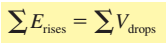 ∑E_rises = ∑V_drops